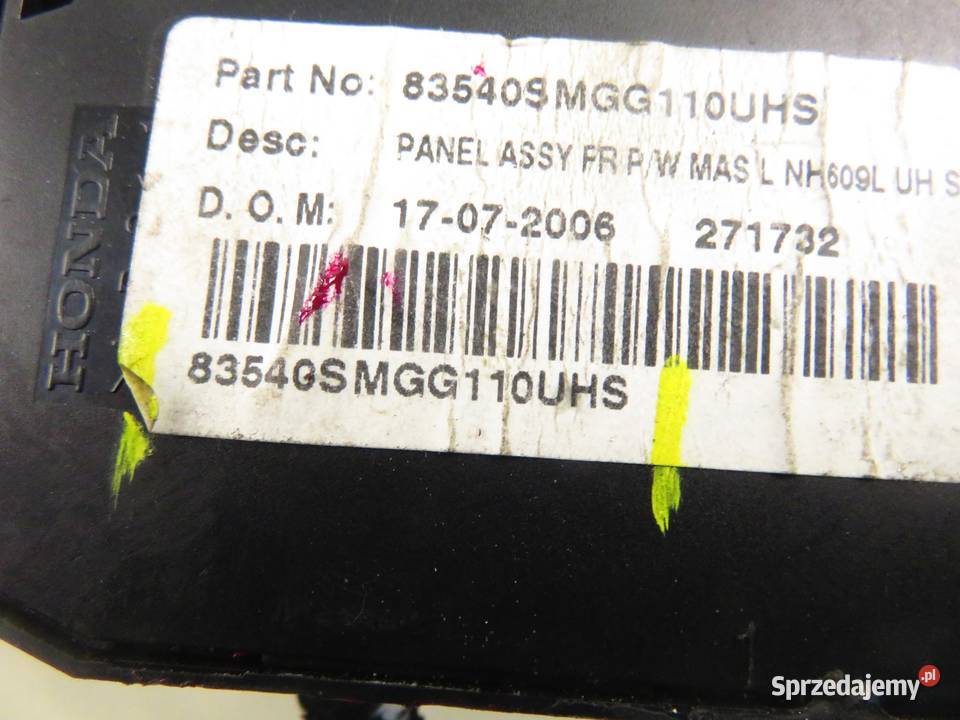 Part No: 83540SMGG110UHS
Desc: PANEL ASSY FR P/W MAS L NH609L UH S
D. O. M: 17-07-2006 271732
83540SMGG110UHS
HONDA
Sprzedajemy.pl